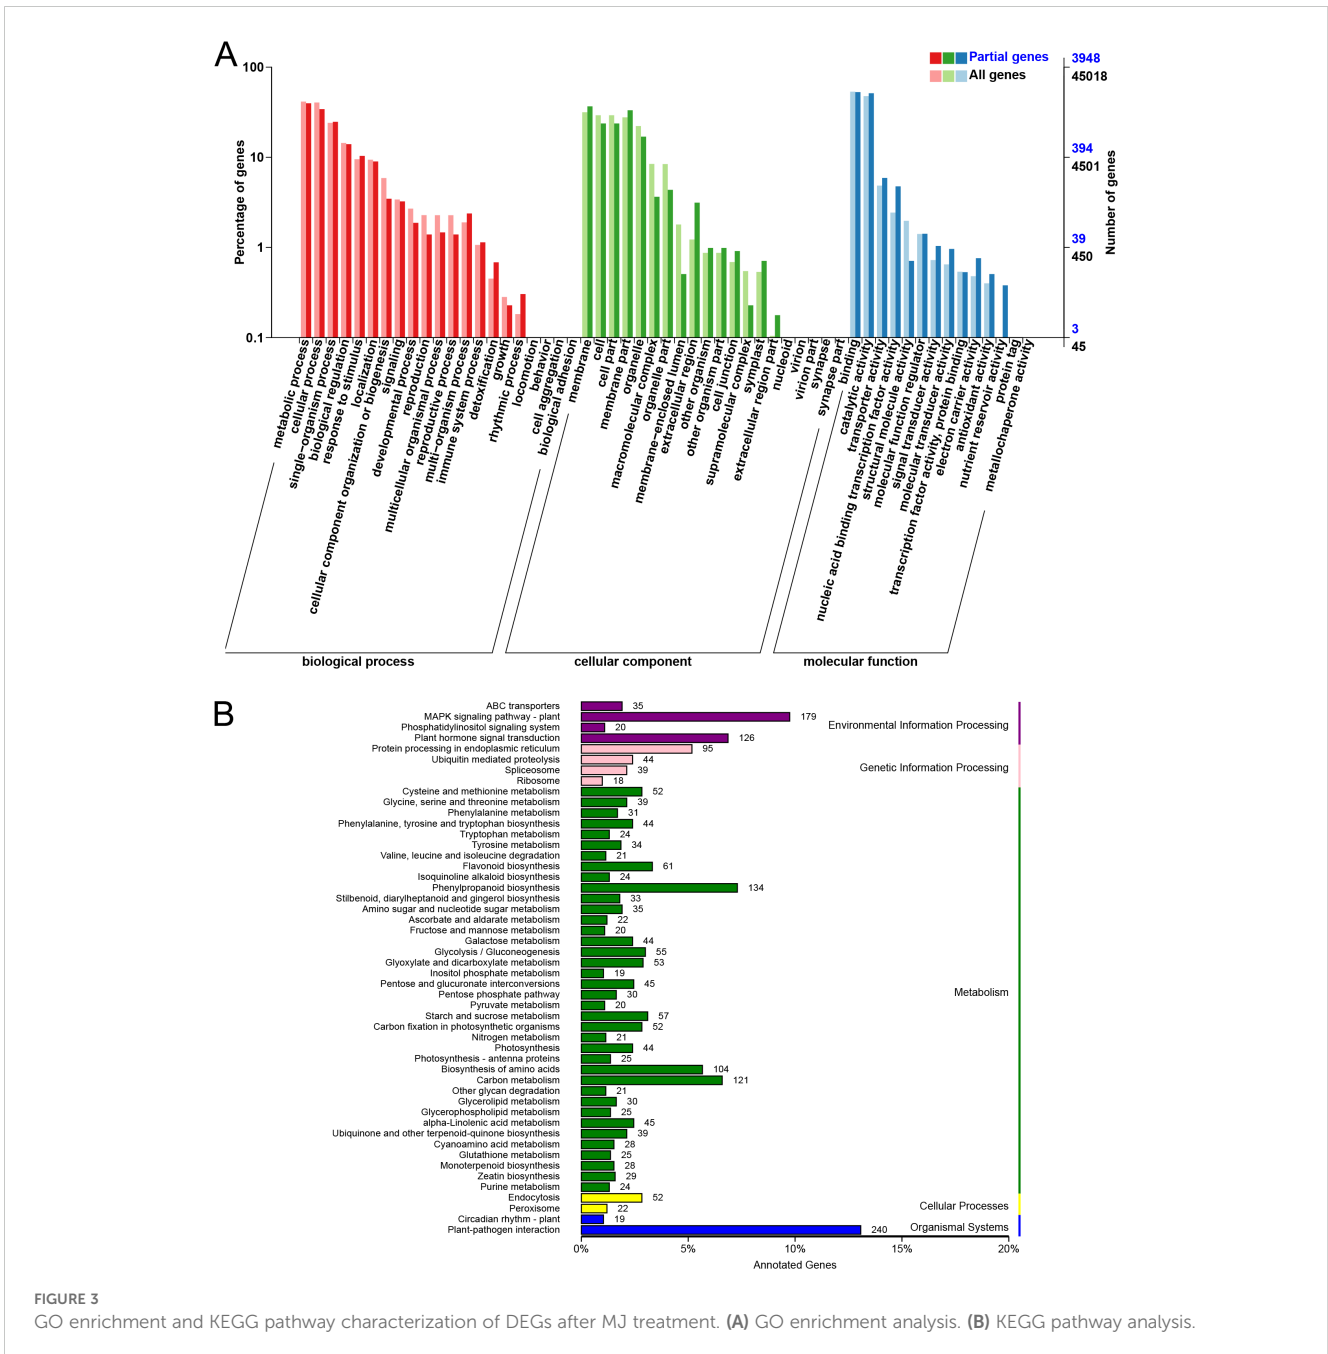 A
100
10
1
0.1
Percentage of genes
Partial genes
All genes
3948
45018
394
4501
39
450
3
45
Number of genes
metabolic process
cellular process
single−organism process
biological regulation
response to stimulus
localization
cellular component organization or biogenesis
signaling
developmental process
reproduction
multicellular organismal process
reproductive process
multi−organism process
immune system process
detoxification
growth
rhythmic process
locomotion
behavior
cell aggregation
biological adhesion
membrane
cell
cell part
membrane part
organelle
macromolecular complex
organelle part
membrane−enclosed lumen
extracellular region
other organism
other organism part
cell junction
supramolecular complex
symplast
extracellular region part
nucleoid
virion
virion part
synapse
synapse part
binding
catalytic activity
transporter activity
nucleic acid binding transcription factor activity
structural molecule activity
molecular function regulator
signal transducer activity
molecular transducer activity
transcription factor activity, protein binding
electron carrier activity
antioxidant activity
nutrient reservoir activity
protein tag
metallochaperone activity
biological process
cellular component
molecular function
B
ABC transporters 35
MAPK signaling pathway - plant 179
Phosphatidylinositol signaling system 20
Plant hormone signal transduction 126
Environmental Information Processing
Protein processing in endoplasmic reticulum 95
Ubiquitin mediated proteolysis 44
Spliceosome 39
Ribosome 18
Genetic Information Processing
Cysteine and methionine metabolism 52
Glycine, serine and threonine metabolism 39
Phenylalanine metabolism 31
Phenylalanine, tyrosine and tryptophan biosynthesis 44
Tryptophan metabolism 24
Tyrosine metabolism 34
Valine, leucine and isoleucine degradation 21
Flavonoid biosynthesis 61
Isoquinoline alkaloid biosynthesis 24
Phenylpropanoid biosynthesis 134
Stilbenoid, diarylheptanoid and gingerol biosynthesis 33
Amino sugar and nucleotide sugar metabolism 35
Ascorbate and aldarate metabolism 22
Fructose and mannose metabolism 20
Galactose metabolism 44
Glycolysis / Gluconeogenesis 55
Glyoxylate and dicarboxylate metabolism 53
Inositol phosphate metabolism 19
Pentose and glucuronate interconversions 45
Pentose phosphate pathway 30
Pyruvate metabolism 20
Starch and sucrose metabolism 57
Carbon fixation in photosynthetic organisms 52
Nitrogen metabolism 21
Photosynthesis 44
Photosynthesis - antenna proteins 25
Biosynthesis of amino acids 104
Carbon metabolism 121
Other glycan degradation 21
Glycerolipid metabolism 30
Glycerophospholipid metabolism 25
alpha-Linolenic acid metabolism 45
Ubiquinone and other terpenoid-quinone biosynthesis 39
Cyanoamino acid metabolism 28
Glutathione metabolism 25
Monoterpenoid biosynthesis 28
Zeatin biosynthesis 29
Purine metabolism 24
Metabolism
Endocytosis 52
Peroxisome 22
Cellular Processes
Circadian rhythm - plant 19
Plant-pathogen interaction 240
Organismal Systems
0% 5% 10% 15% 20%
Annotated Genes
FIGURE 3
GO enrichment and KEGG pathway characterization of DEGs after MJ treatment. (A) GO enrichment analysis. (B) KEGG pathway analysis.